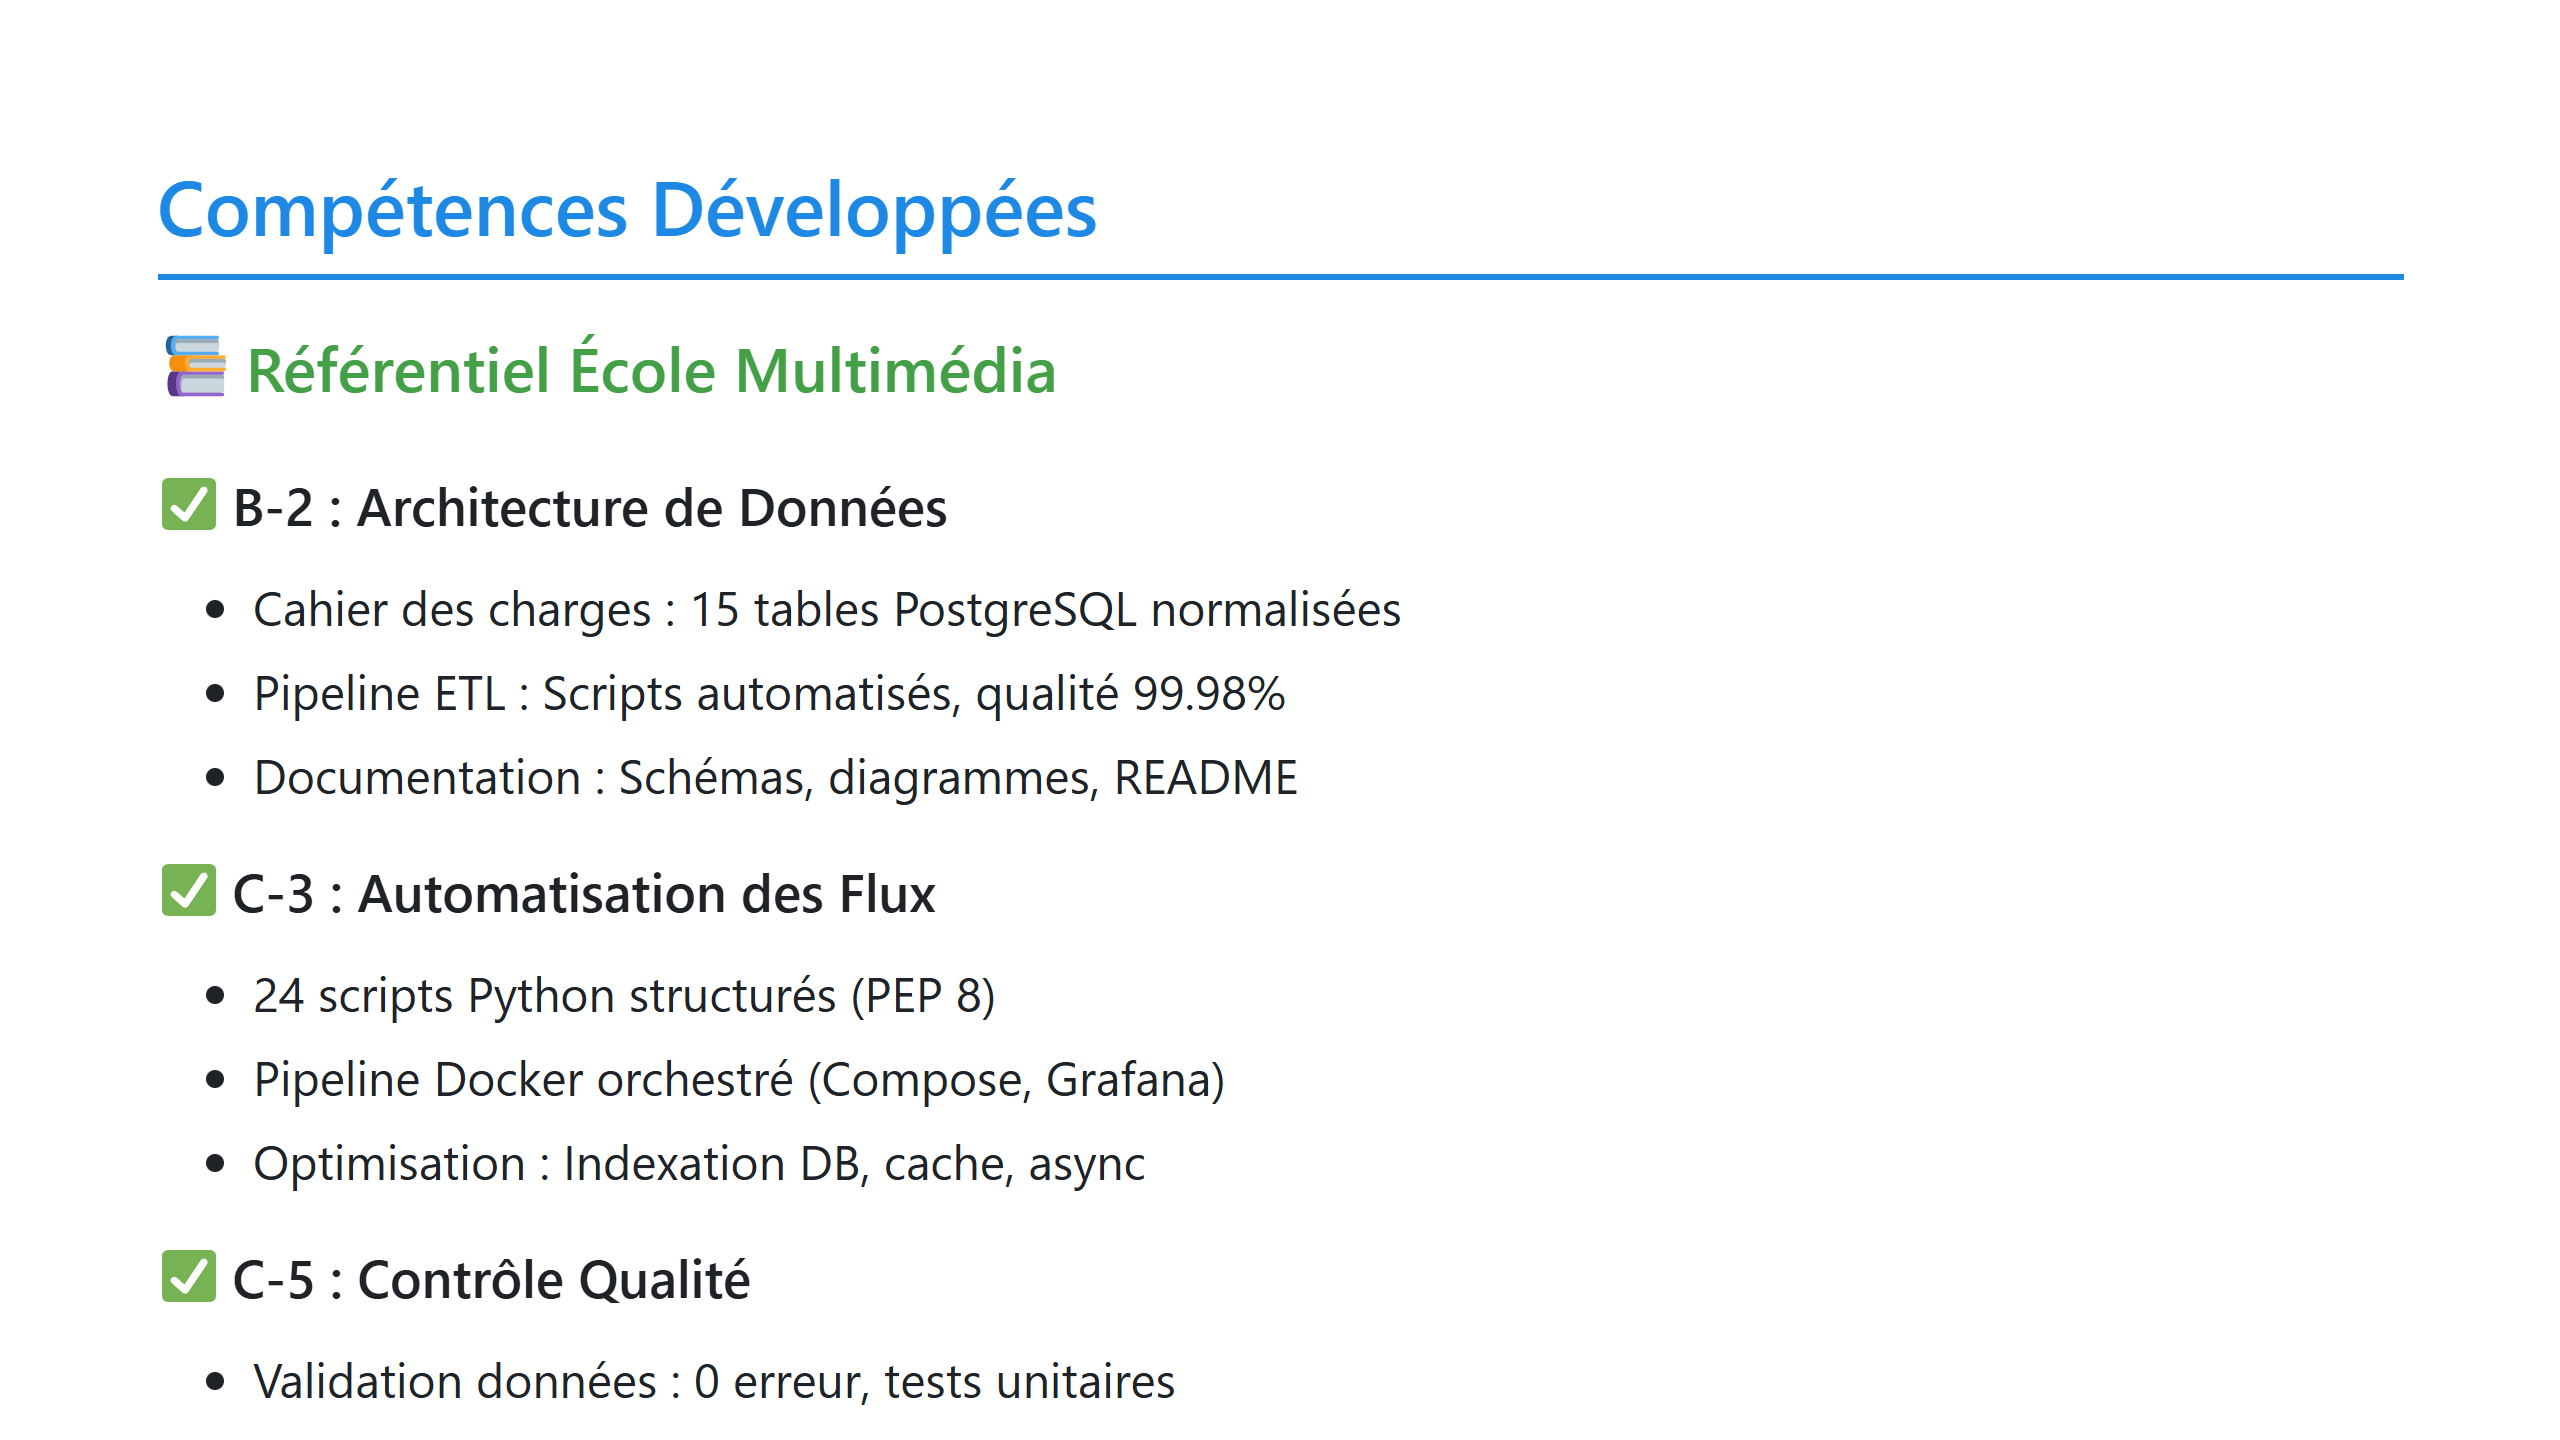 Compétences Développées
📚 Référentiel École Multimédia
✅ B-2 : Architecture de Données
• Cahier des charges : 15 tables PostgreSQL normalisées
• Pipeline ETL : Scripts automatisés, qualité 99.98%
• Documentation : Schémas, diagrammes, README
✅ C-3 : Automatisation des Flux
• 24 scripts Python structurés (PEP 8)
• Pipeline Docker orchestré (Compose, Grafana)
• Optimisation : Indexation DB, cache, async
✅ C-5 : Contrôle Qualité
• Validation données : 0 erreur, tests unitaires